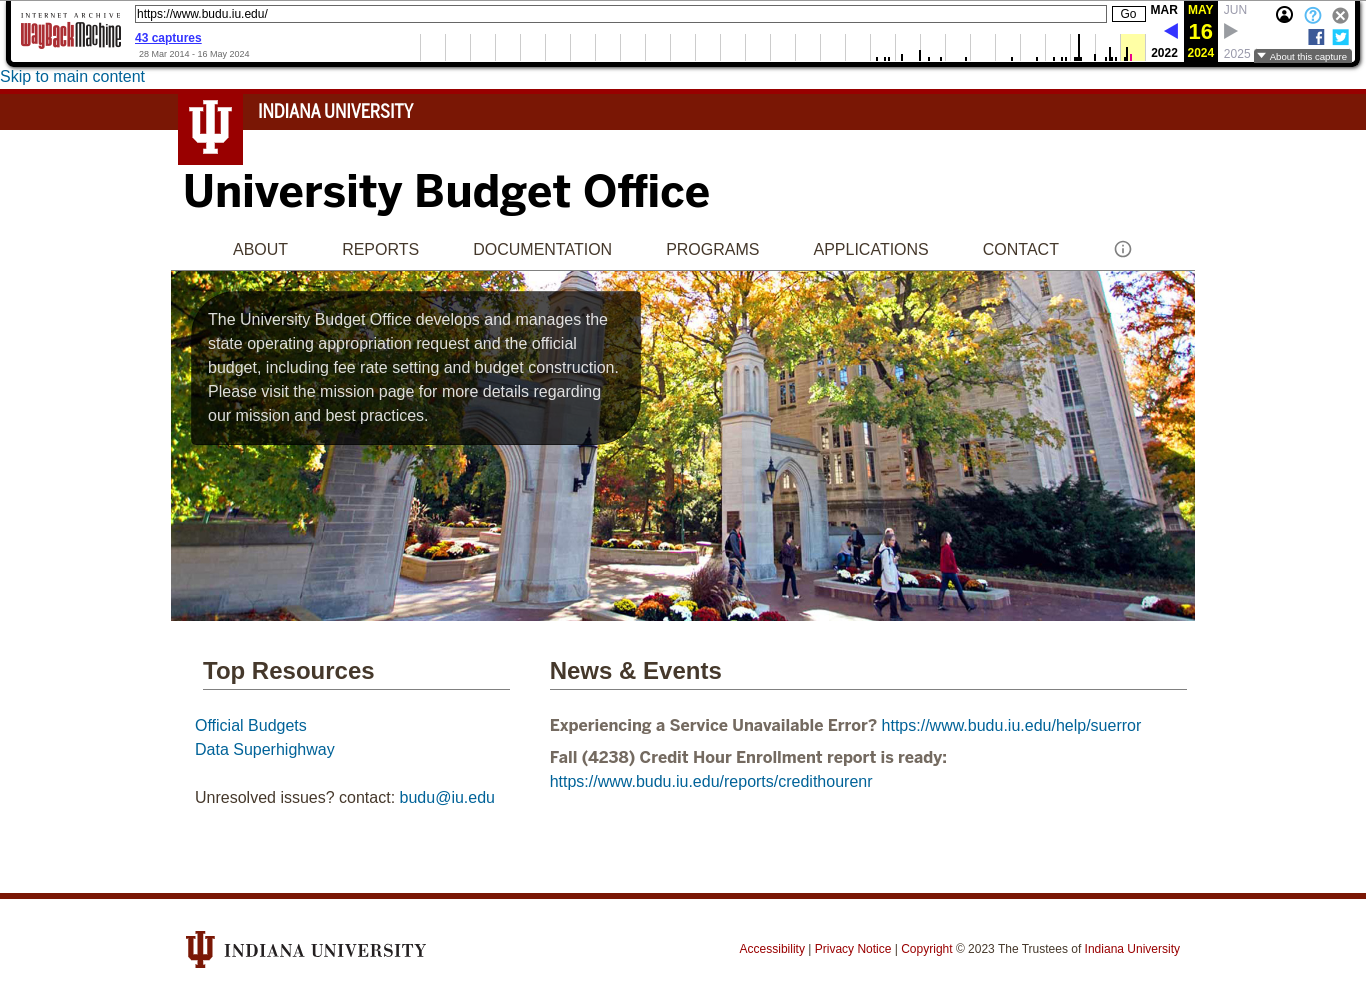 INTERNET ARCHIVE
WayBackMachine
https://www.budu.iu.edu/
Go
43 captures
28 Mar 2014 - 16 May 2024
MAR MAY JUN
16
2022 2024 2025
About this capture
Skip to main content
INDIANA UNIVERSITY
University Budget Office
ABOUT REPORTS DOCUMENTATION PROGRAMS APPLICATIONS CONTACT
The University Budget Office develops and manages the
state operating appropriation request and the official
budget, including fee rate setting and budget construction.
Please visit the mission page for more details regarding
our mission and best practices.
Top Resources
Official Budgets
Data Superhighway
Unresolved issues? contact: budu@iu.edu
News & Events
Experiencing a Service Unavailable Error? https://www.budu.iu.edu/help/suerror
Fall (4238) Credit Hour Enrollment report is ready:
https://www.budu.iu.edu/reports/credithourenr
INDIANA UNIVERSITY
Accessibility | Privacy Notice | Copyright © 2023 The Trustees of Indiana University